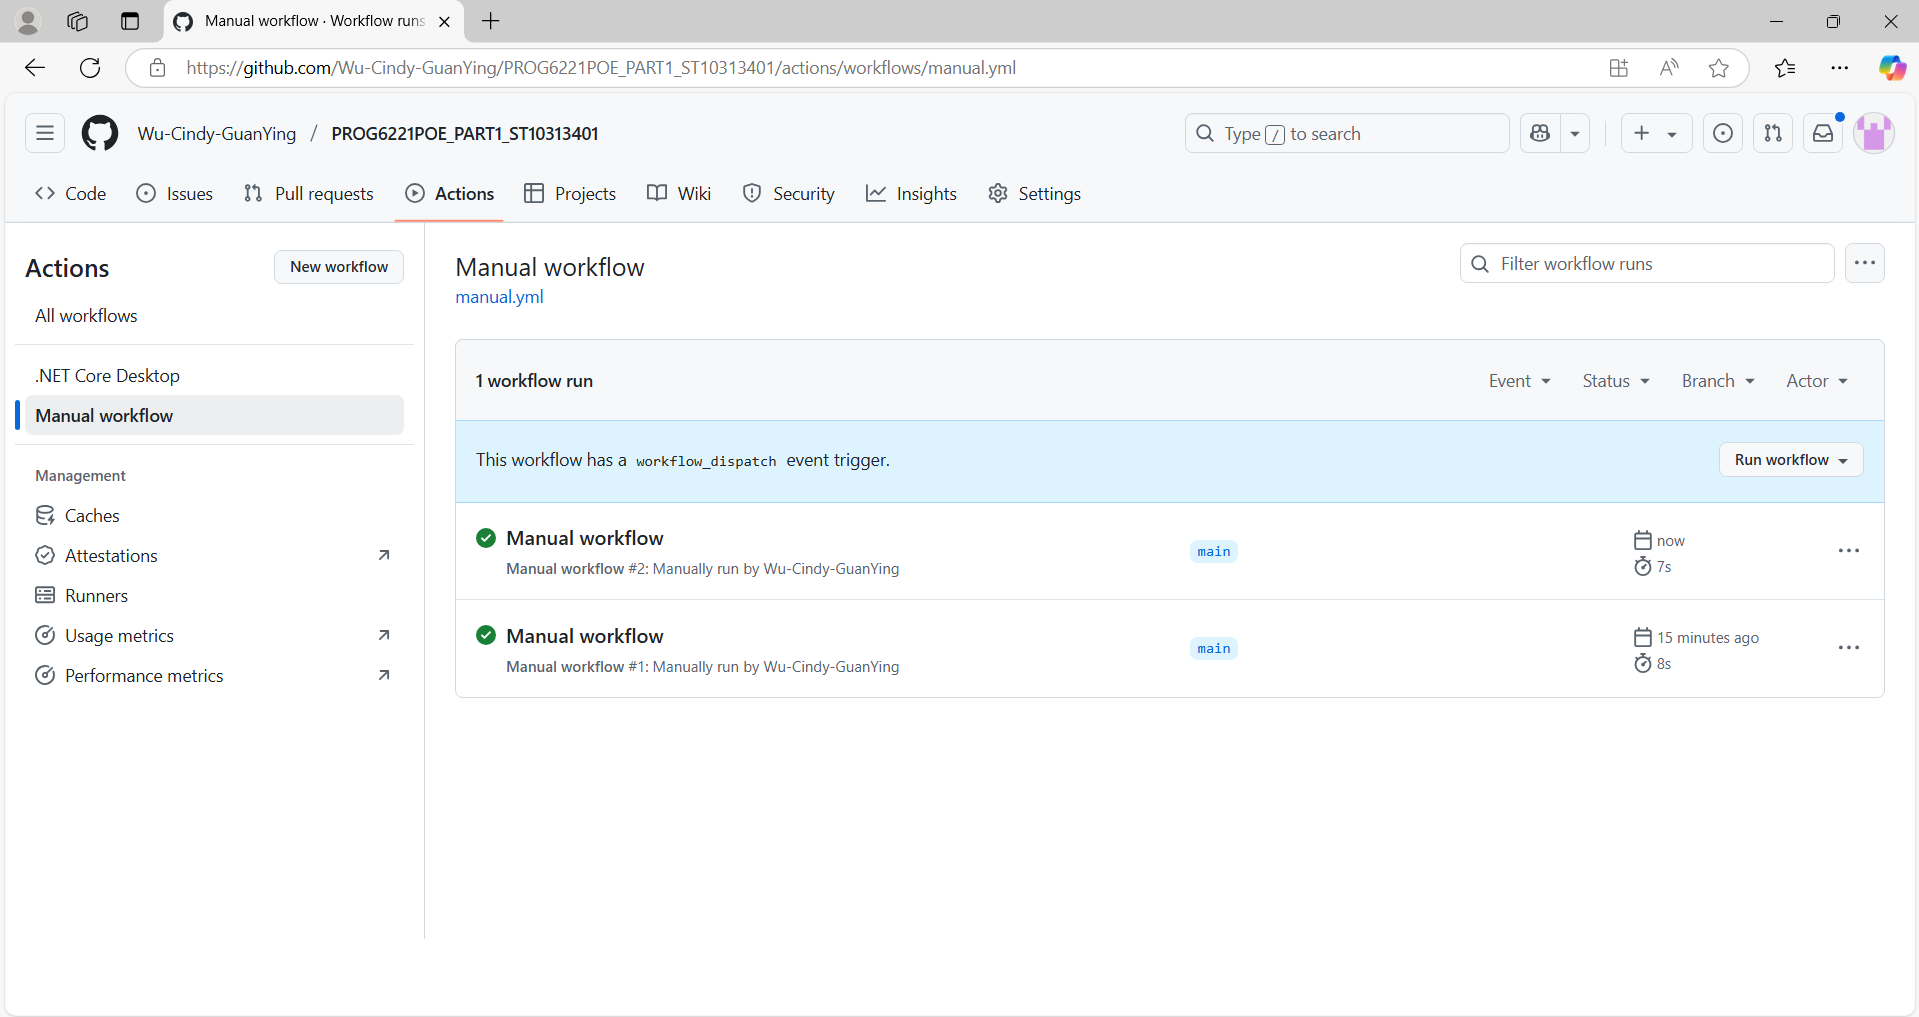 Manual workflow · Workflow runs
https://github.com/Wu-Cindy-GuanYing/PROG6221POE_PART1_ST10313401/actions/workflows/manual.yml
Wu-Cindy-GuanYing / PROG6221POE_PART1_ST10313401
Type / to search
Code Issues Pull requests Actions Projects Wiki Security Insights Settings
Actions
New workflow
All workflows
.NET Core Desktop
Manual workflow
Management
Caches
Attestations
Runners
Usage metrics
Performance metrics
Manual workflow
manual.yml
Filter workflow runs
1 workflow run
Event Status Branch Actor
This workflow has a workflow_dispatch event trigger.
Run workflow
Manual workflow
Manual workflow #2: Manually run by Wu-Cindy-GuanYing
main
now
7s
Manual workflow
Manual workflow #1: Manually run by Wu-Cindy-GuanYing
main
15 minutes ago
8s